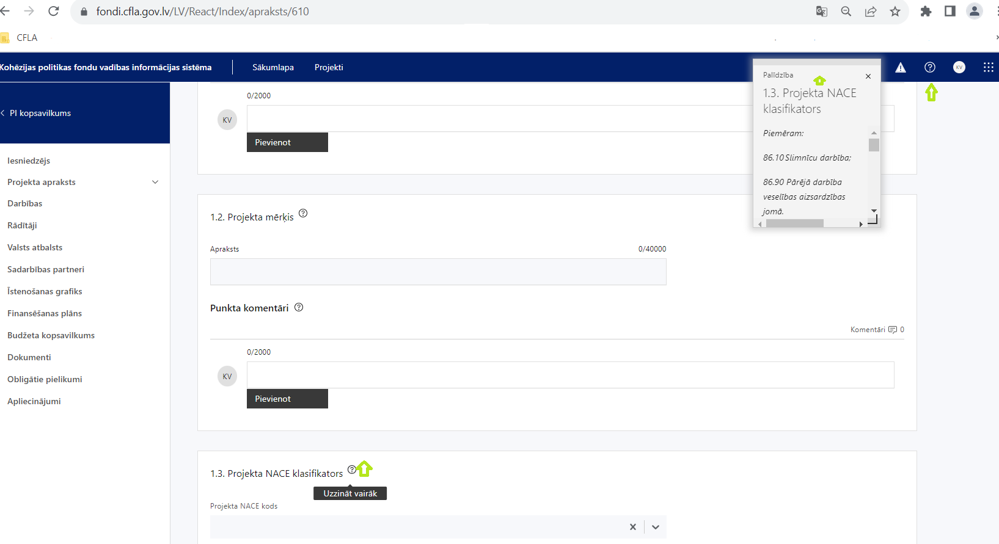 fondi.cfla.gov.lv/LV/React/Index/apraksts/610
CFLA
Kohēzijas politikas fondu vadības informācijas sistēma
Sākumlapa
Projekti
KV
PI kopsavilkums
Iesniedzējs
Projekta apraksts
Darbības
Rādītāji
Valsts atbalsts
Sadarbības partneri
Īstenošanas grafiks
Finansēšanas plāns
Budžeta kopsavilkums
Dokumenti
Obligātie pielikumi
Apliecinājumi
0/2000
KV
Pievienot
Palīdzība
1.3. Projekta NACE
klasifikators
Piemēram:
86.10 Slimnīcu darbība;
86.90 Pārējā darbība
veselības aizsardzības
jomā.
1.2. Projekta mērķis
Apraksts
0/40000
Punkta komentāri
Komentāri 0
0/2000
KV
Pievienot
1.3. Projekta NACE klasifikators
Uzzināt vairāk
Projekta NACE kods